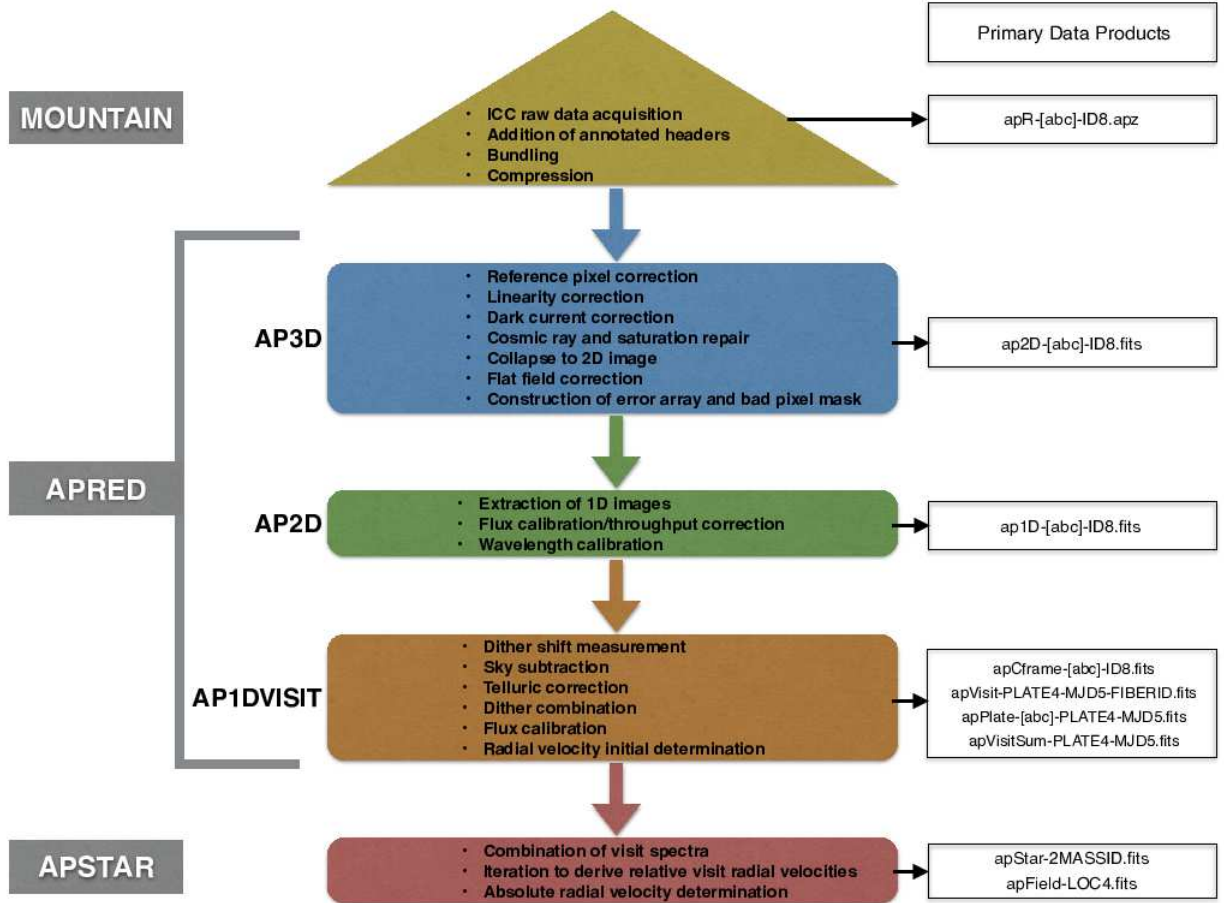 Primary Data Products
MOUNTAIN
• ICC raw data acquisition
• Addition of annotated headers
• Bundling
• Compression
apR-[abc]-ID8.apz
APRED
AP3D
• Reference pixel correction
• Linearity correction
• Dark current correction
• Cosmic ray and saturation repair
• Collapse to 2D image
• Flat field correction
• Construction of error array and bad pixel mask
ap2D-[abc]-ID8.fits
AP2D
• Extraction of 1D images
• Flux calibration/throughput correction
• Wavelength calibration
ap1D-[abc]-ID8.fits
AP1DVISIT
• Dither shift measurement
• Sky subtraction
• Telluric correction
• Dither combination
• Flux calibration
• Radial velocity initial determination
apCframe-[abc]-ID8.fits
apVisit-PLATE4-MJD5-FIBERID.fits
apPlate-[abc]-PLATE4-MJD5.fits
apVisitSum-PLATE4-MJD5.fits
APSTAR
• Combination of visit spectra
• Iteration to derive relative visit radial velocities
• Absolute radial velocity determination
apStar-2MASSID.fits
apField-LOC4.fits